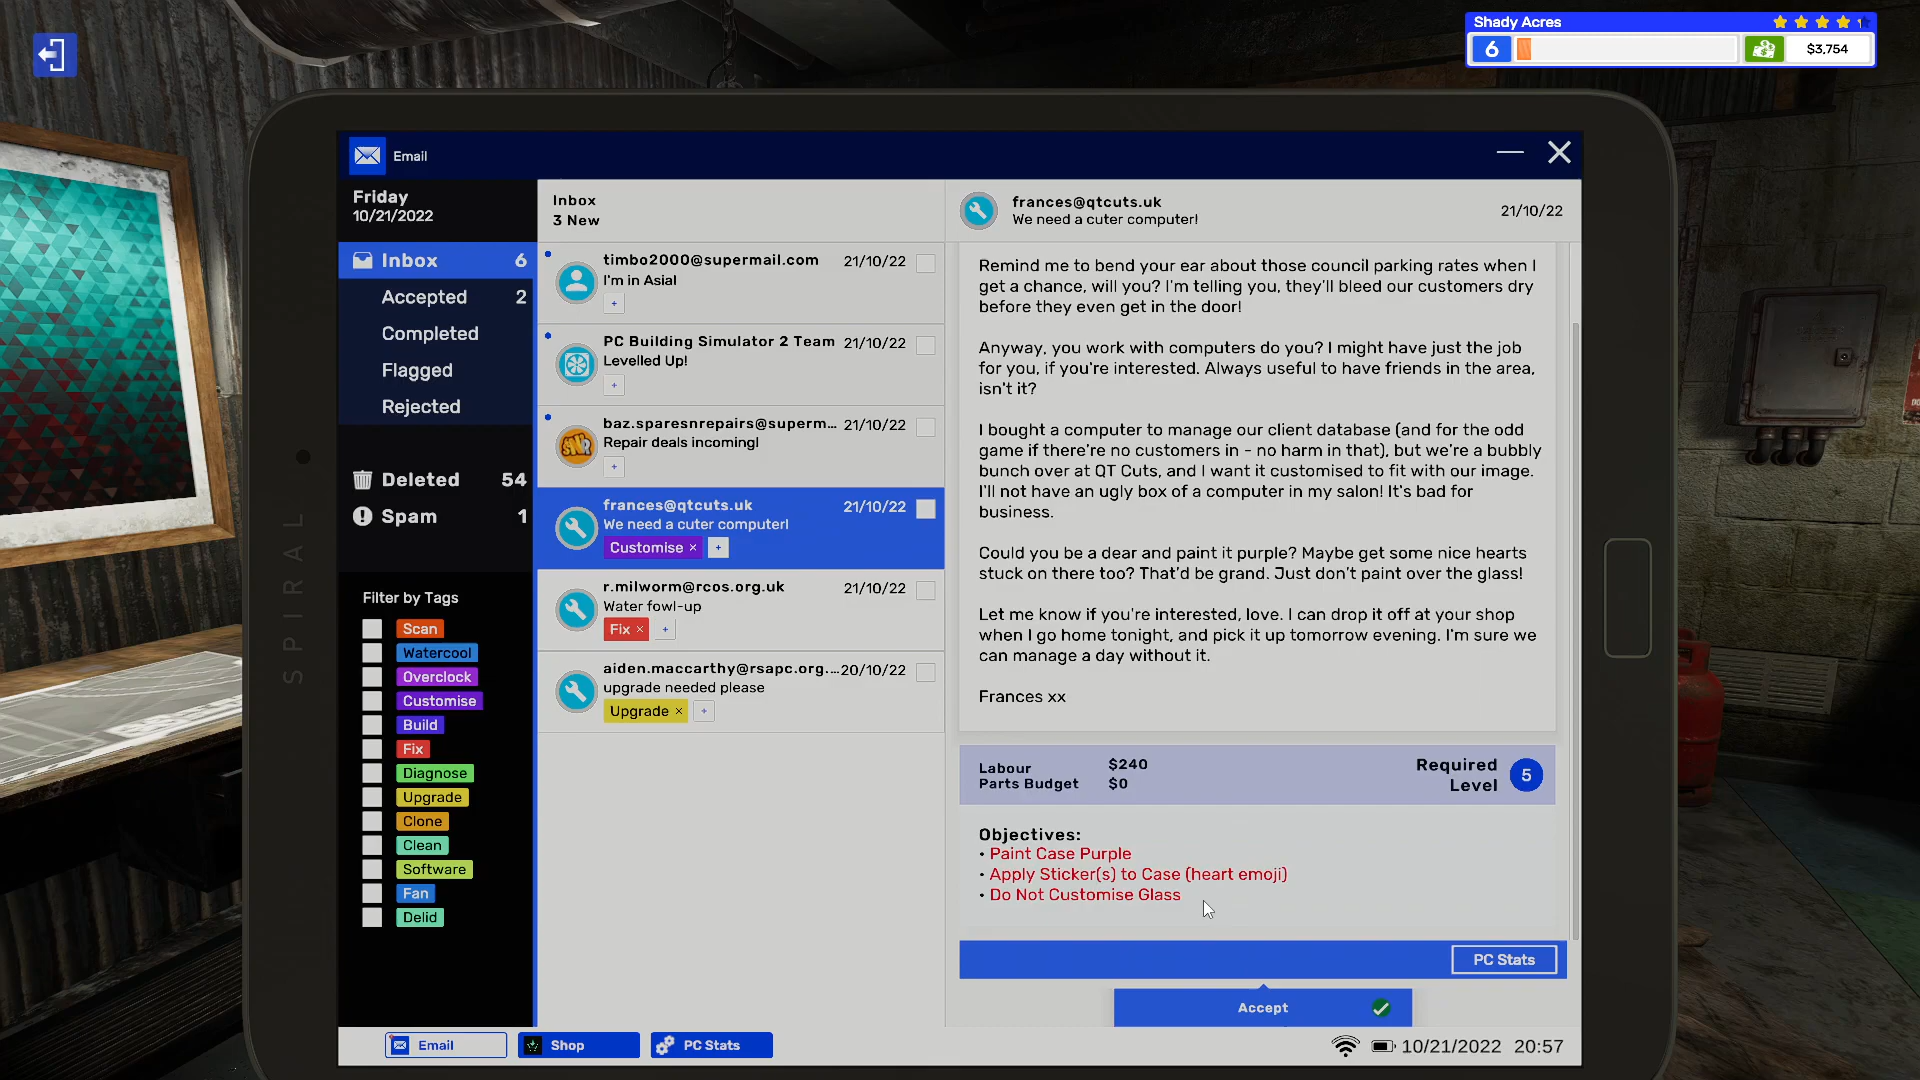 Shady Acres
6
$3,754
Email
Friday
10/21/2022
Inbox 6
Accepted 2
Completed
Flagged
Rejected
Deleted 54
Spam 1
Filter by Tags
Scan
Watercool
Overclock
Customise
Build
Fix
Diagnose
Upgrade
Clone
Clean
Software
Fan
Delid
Inbox
3 New
timbo2000@supermail.com 21/10/22
I'm in Asia!
+
PC Building Simulator 2 Team 21/10/22
Levelled Up!
+
baz.sparesnrepairs@superm... 21/10/22
Repair deals incoming!
+
frances@qtcuts.uk 21/10/22
We need a cuter computer!
Customise × +
r.milworm@rcos.org.uk 21/10/22
Water fowl-up
Fix × +
aiden.maccarthy@rsapc.org.... 20/10/22
upgrade needed please
Upgrade × +
frances@qtcuts.uk
We need a cuter computer!
21/10/22
Remind me to bend your ear about those council parking rates when I
get a chance, will you? I'm telling you, they'll bleed our customers dry
before they even get in the door!
Anyway, you work with computers do you? I might have just the job
for you, if you're interested. Always useful to have friends in the area,
isn't it?
I bought a computer to manage our client database (and for the odd
game if there're no customers in - no harm in that), but we're a bubbly
bunch over at QT Cuts, and I want it customised to fit with our image.
I'll not have an ugly box of a computer in my salon! It's bad for
business.
Could you be a dear and paint it purple? Maybe get some nice hearts
stuck on there too? That'd be grand. Just don't paint over the glass!
Let me know if you're interested, love. I can drop it off at your shop
when I go home tonight, and pick it up tomorrow evening. I'm sure we
can manage a day without it.
Frances xx
Labour $240
Parts Budget $0
Required
Level
5
Objectives:
• Paint Case Purple
• Apply Sticker(s) to Case (heart emoji)
• Do Not Customise Glass
PC Stats
Accept
Email
Shop
PC Stats
10/21/2022 20:57
SPIRAL